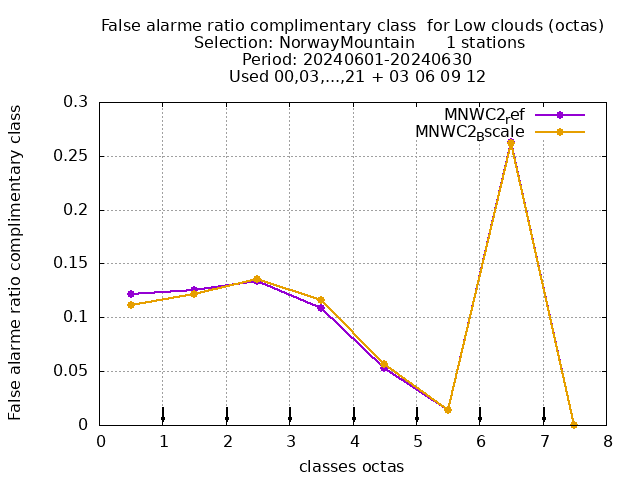 False alarme ratio complimentary class  for Low clouds (octas)
Selection: NorwayMountain      1 stations
Period: 20240601-20240630
Used 00,03,...,21 + 03 06 09 12
False alarme ratio complimentary class
MNWC2ref
MNWC2Bscale
0.3
0.25
0.2
0.15
0.1
0.05
0
0 1 2 3 4 5 6 7 8
classes octas